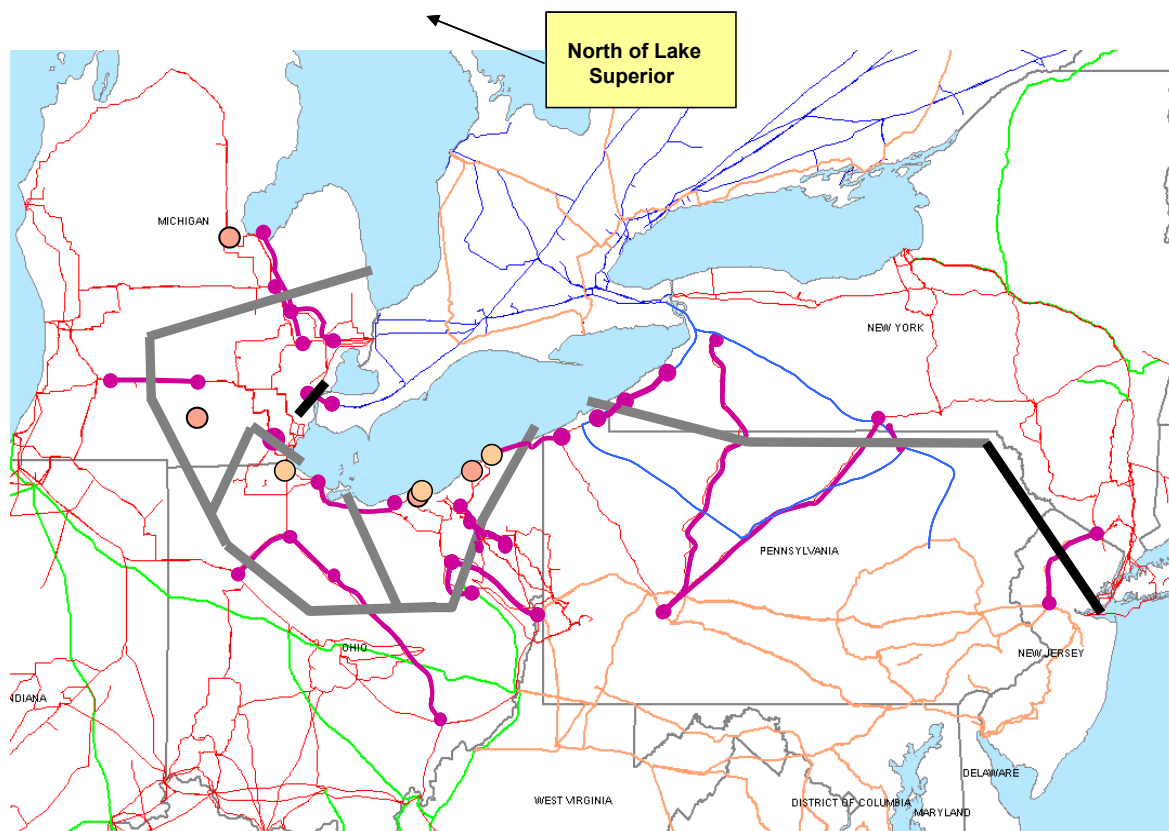 North of Lake
Superior
MICHIGAN
NEW YORK
PENNSYLVANIA
OHIO
NEW JERSEY
NDIANA
DELAWARE
WEST VIRGINIA
DISTRICT OF COLUMBIA
MARYLAND